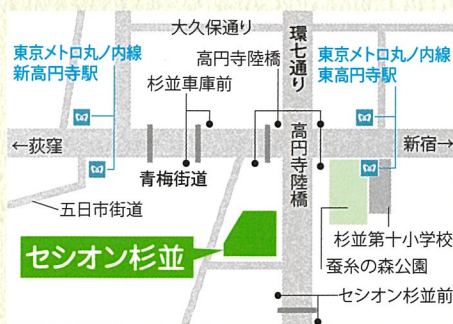 大久保通り
東京メトロ丸ノ内線
新高円寺駅
高円寺陸橋
杉並車庫前
環七通り
東京メトロ丸ノ内線
東高円寺駅
←荻窪
高円寺陸橋
新宿→
青梅街道
五日市街道
セシオン杉並
杉並第十小学校
蚕糸の森公園
セシオン杉並前